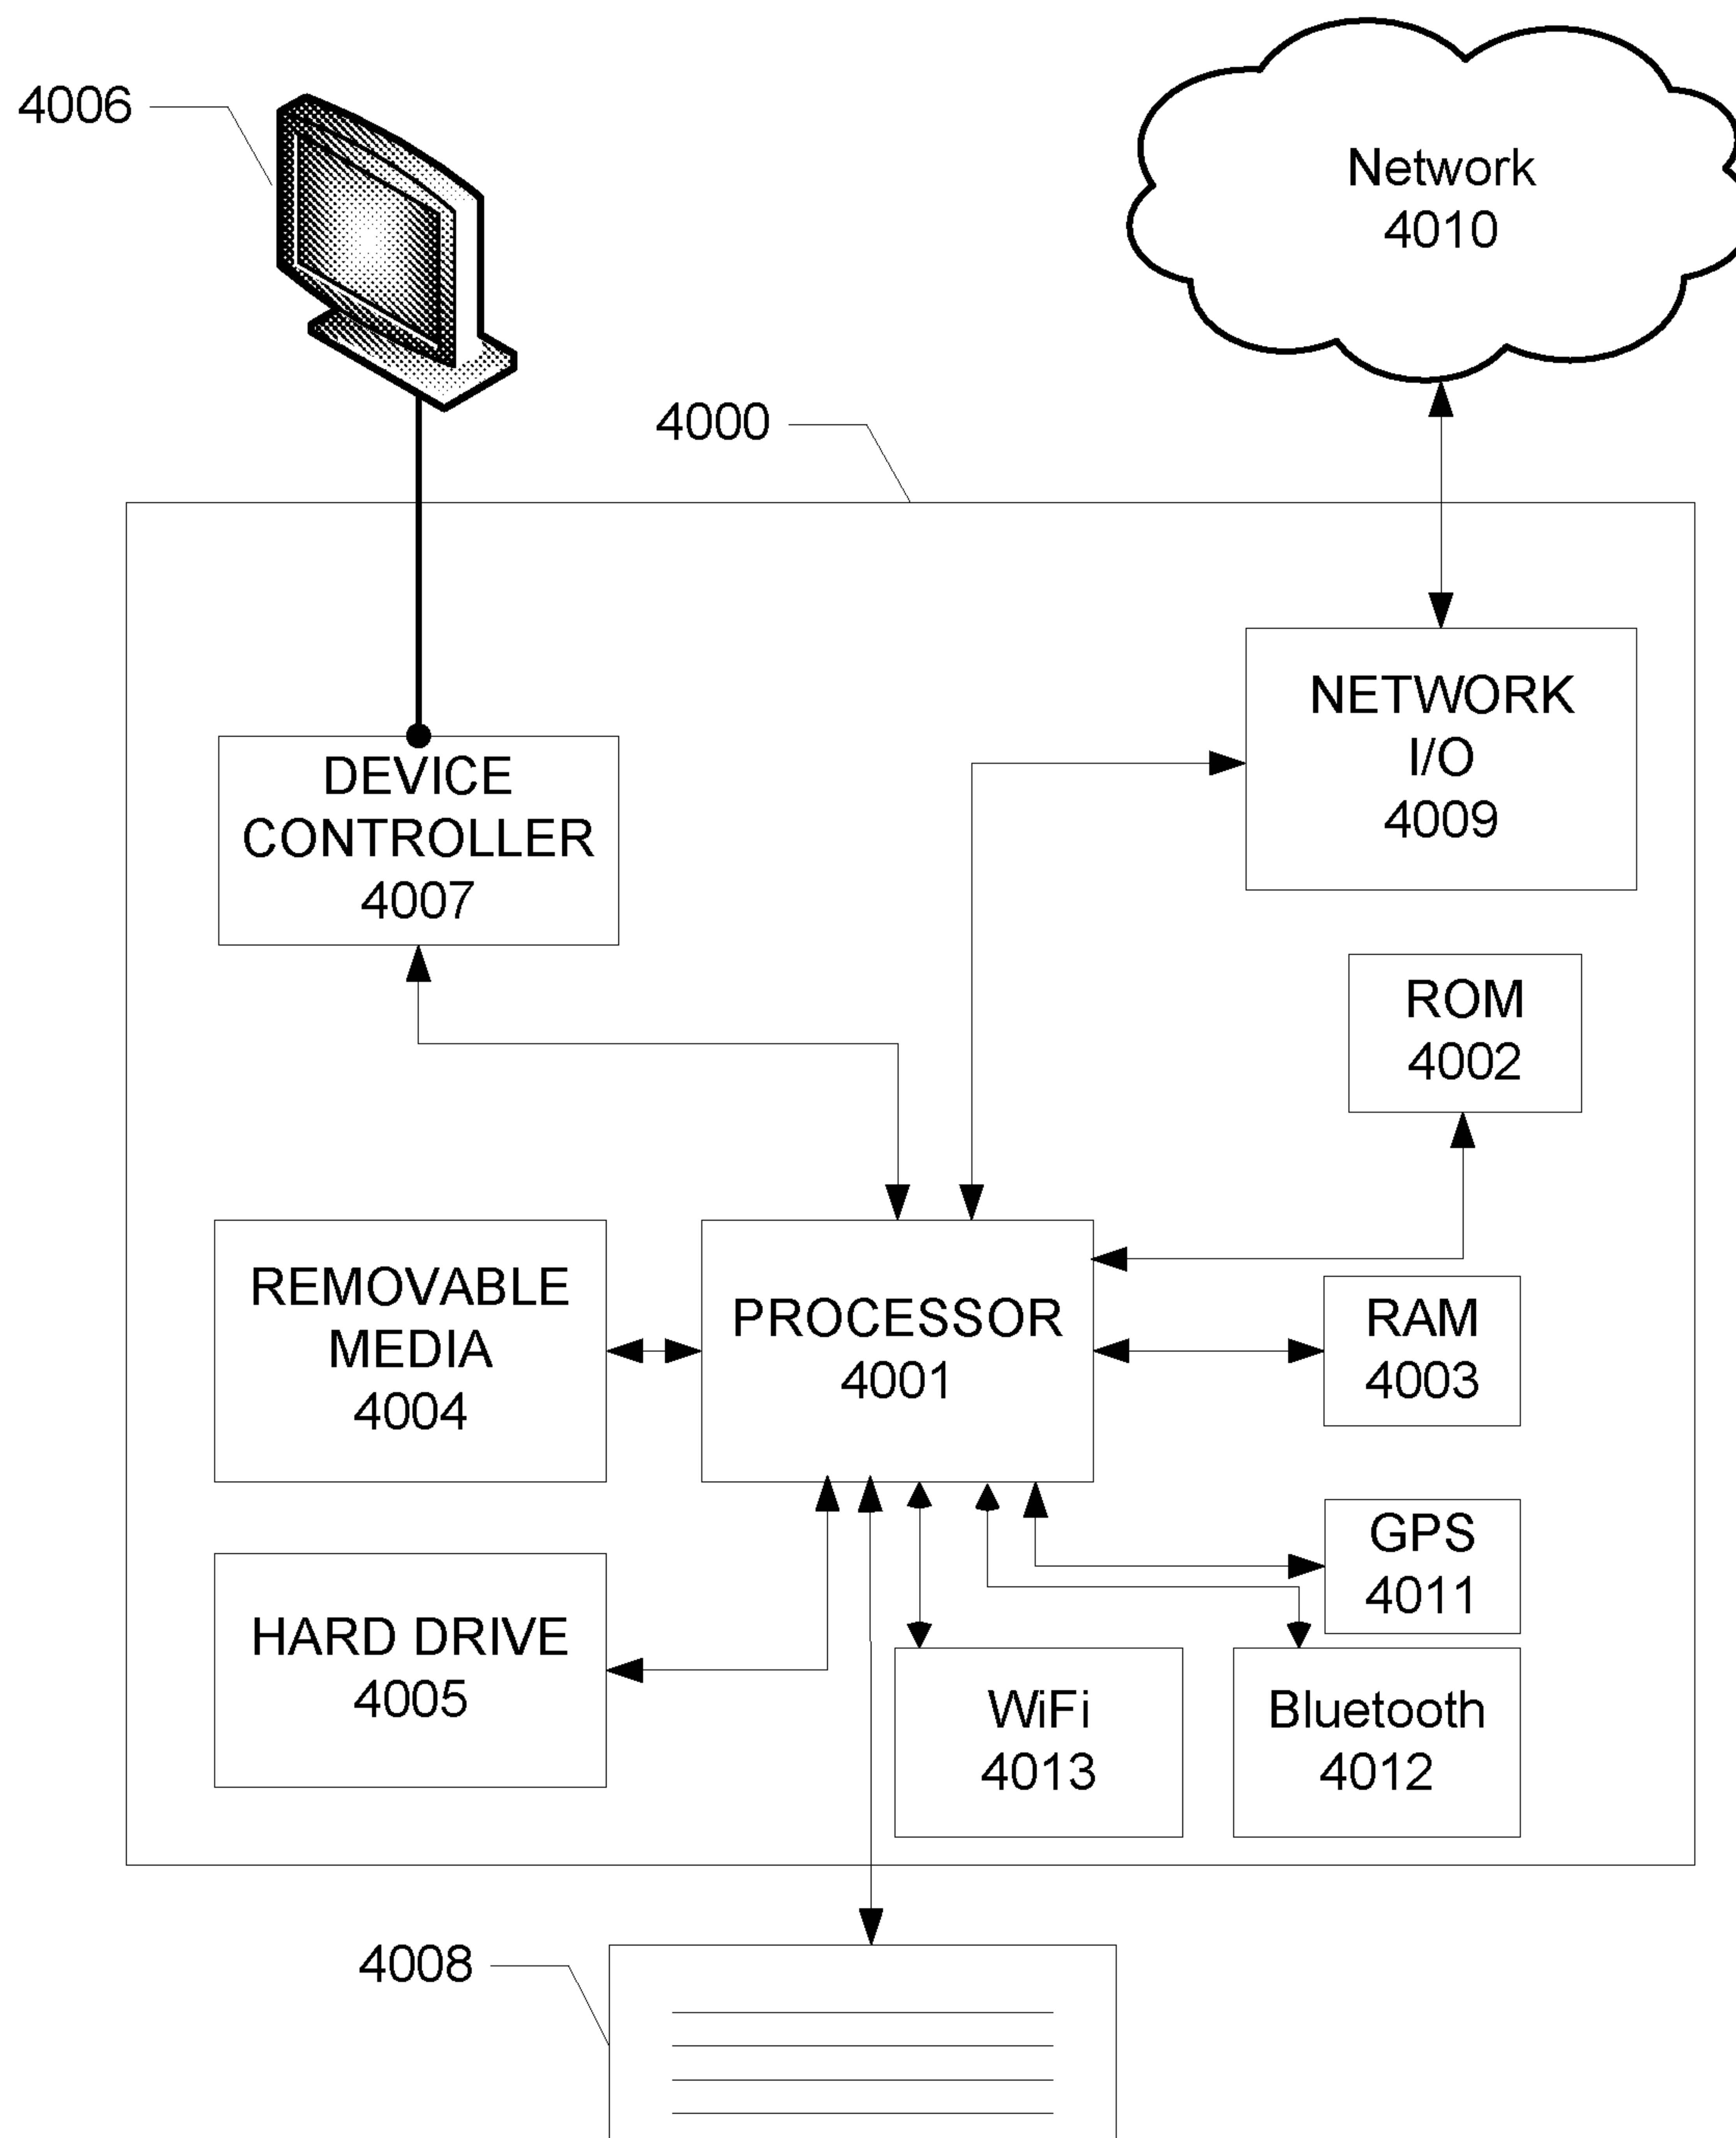 4006
Network
4010
4000
NETWORK
I/O
4009
DEVICE
CONTROLLER
4007
ROM
4002
REMOVABLE
MEDIA
4004
PROCESSOR
4001
RAM
4003
GPS
4011
HARD DRIVE
4005
WiFi
4013
Bluetooth
4012
4008